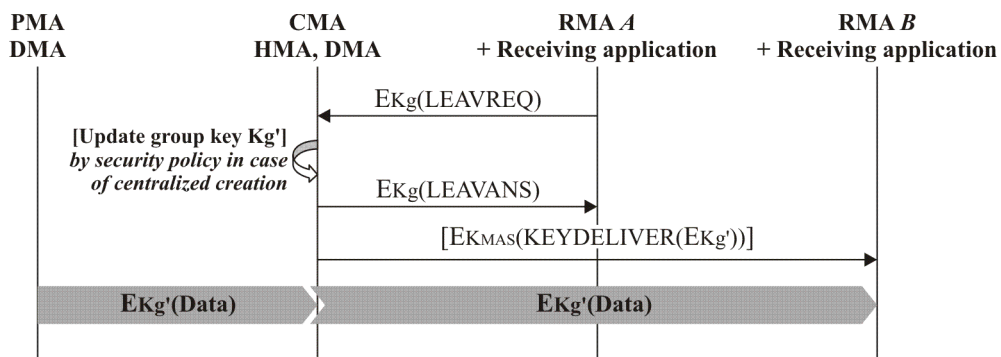 PMA
DMA
CMA
HMA, DMA
RMA A
+ Receiving application
RMA B
+ Receiving application
EKg(LEAVREQ)
[Update group key Kg']
by security policy in case
of centralized creation
EKg(LEAVANS)
[EKMAS(KEYDELIVER(EKg'))]
EKg'(Data)
EKg'(Data)